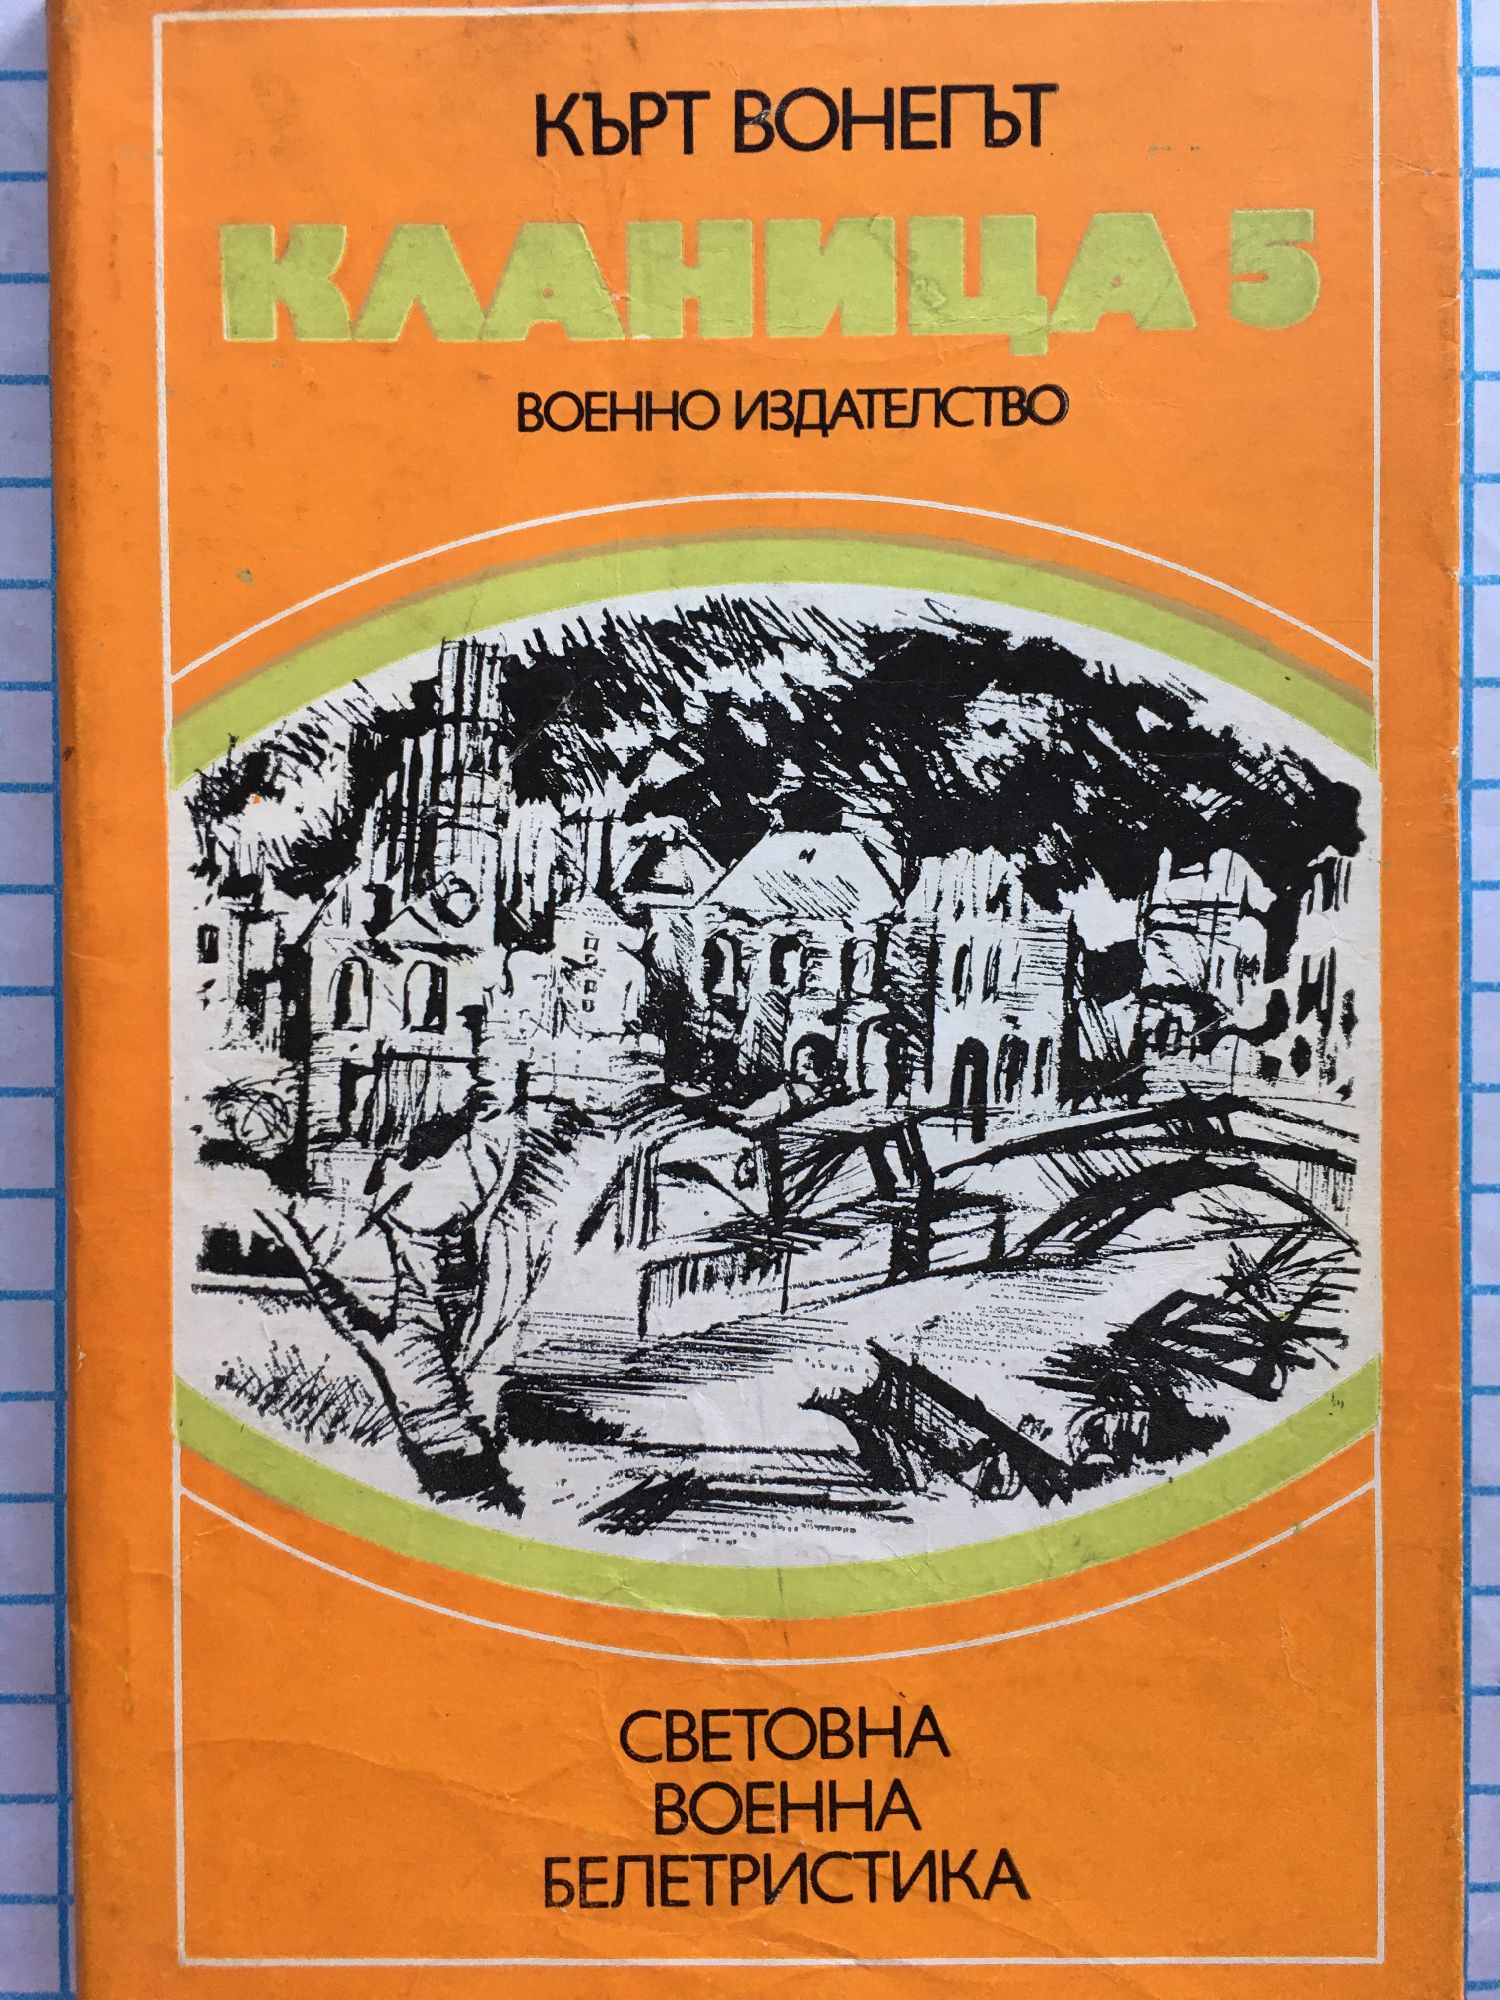 КЪРТ ВОНЕГЪТ
КЛАНИЦА 5
ВОЕННО ИЗДАТЕЛСТВО
СВЕТОВНА
ВОЕННА
БЕЛЕТРИСТИКА